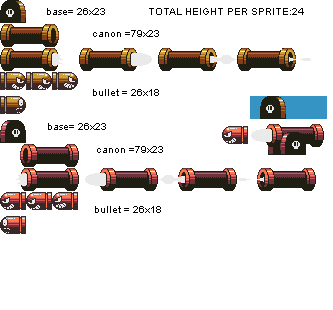 base= 26x23
TOTAL HEIGHT PER SPRITE:24
canon =79x23
bullet = 26x18
base= 26x23
canon =79x23
bullet = 26x18